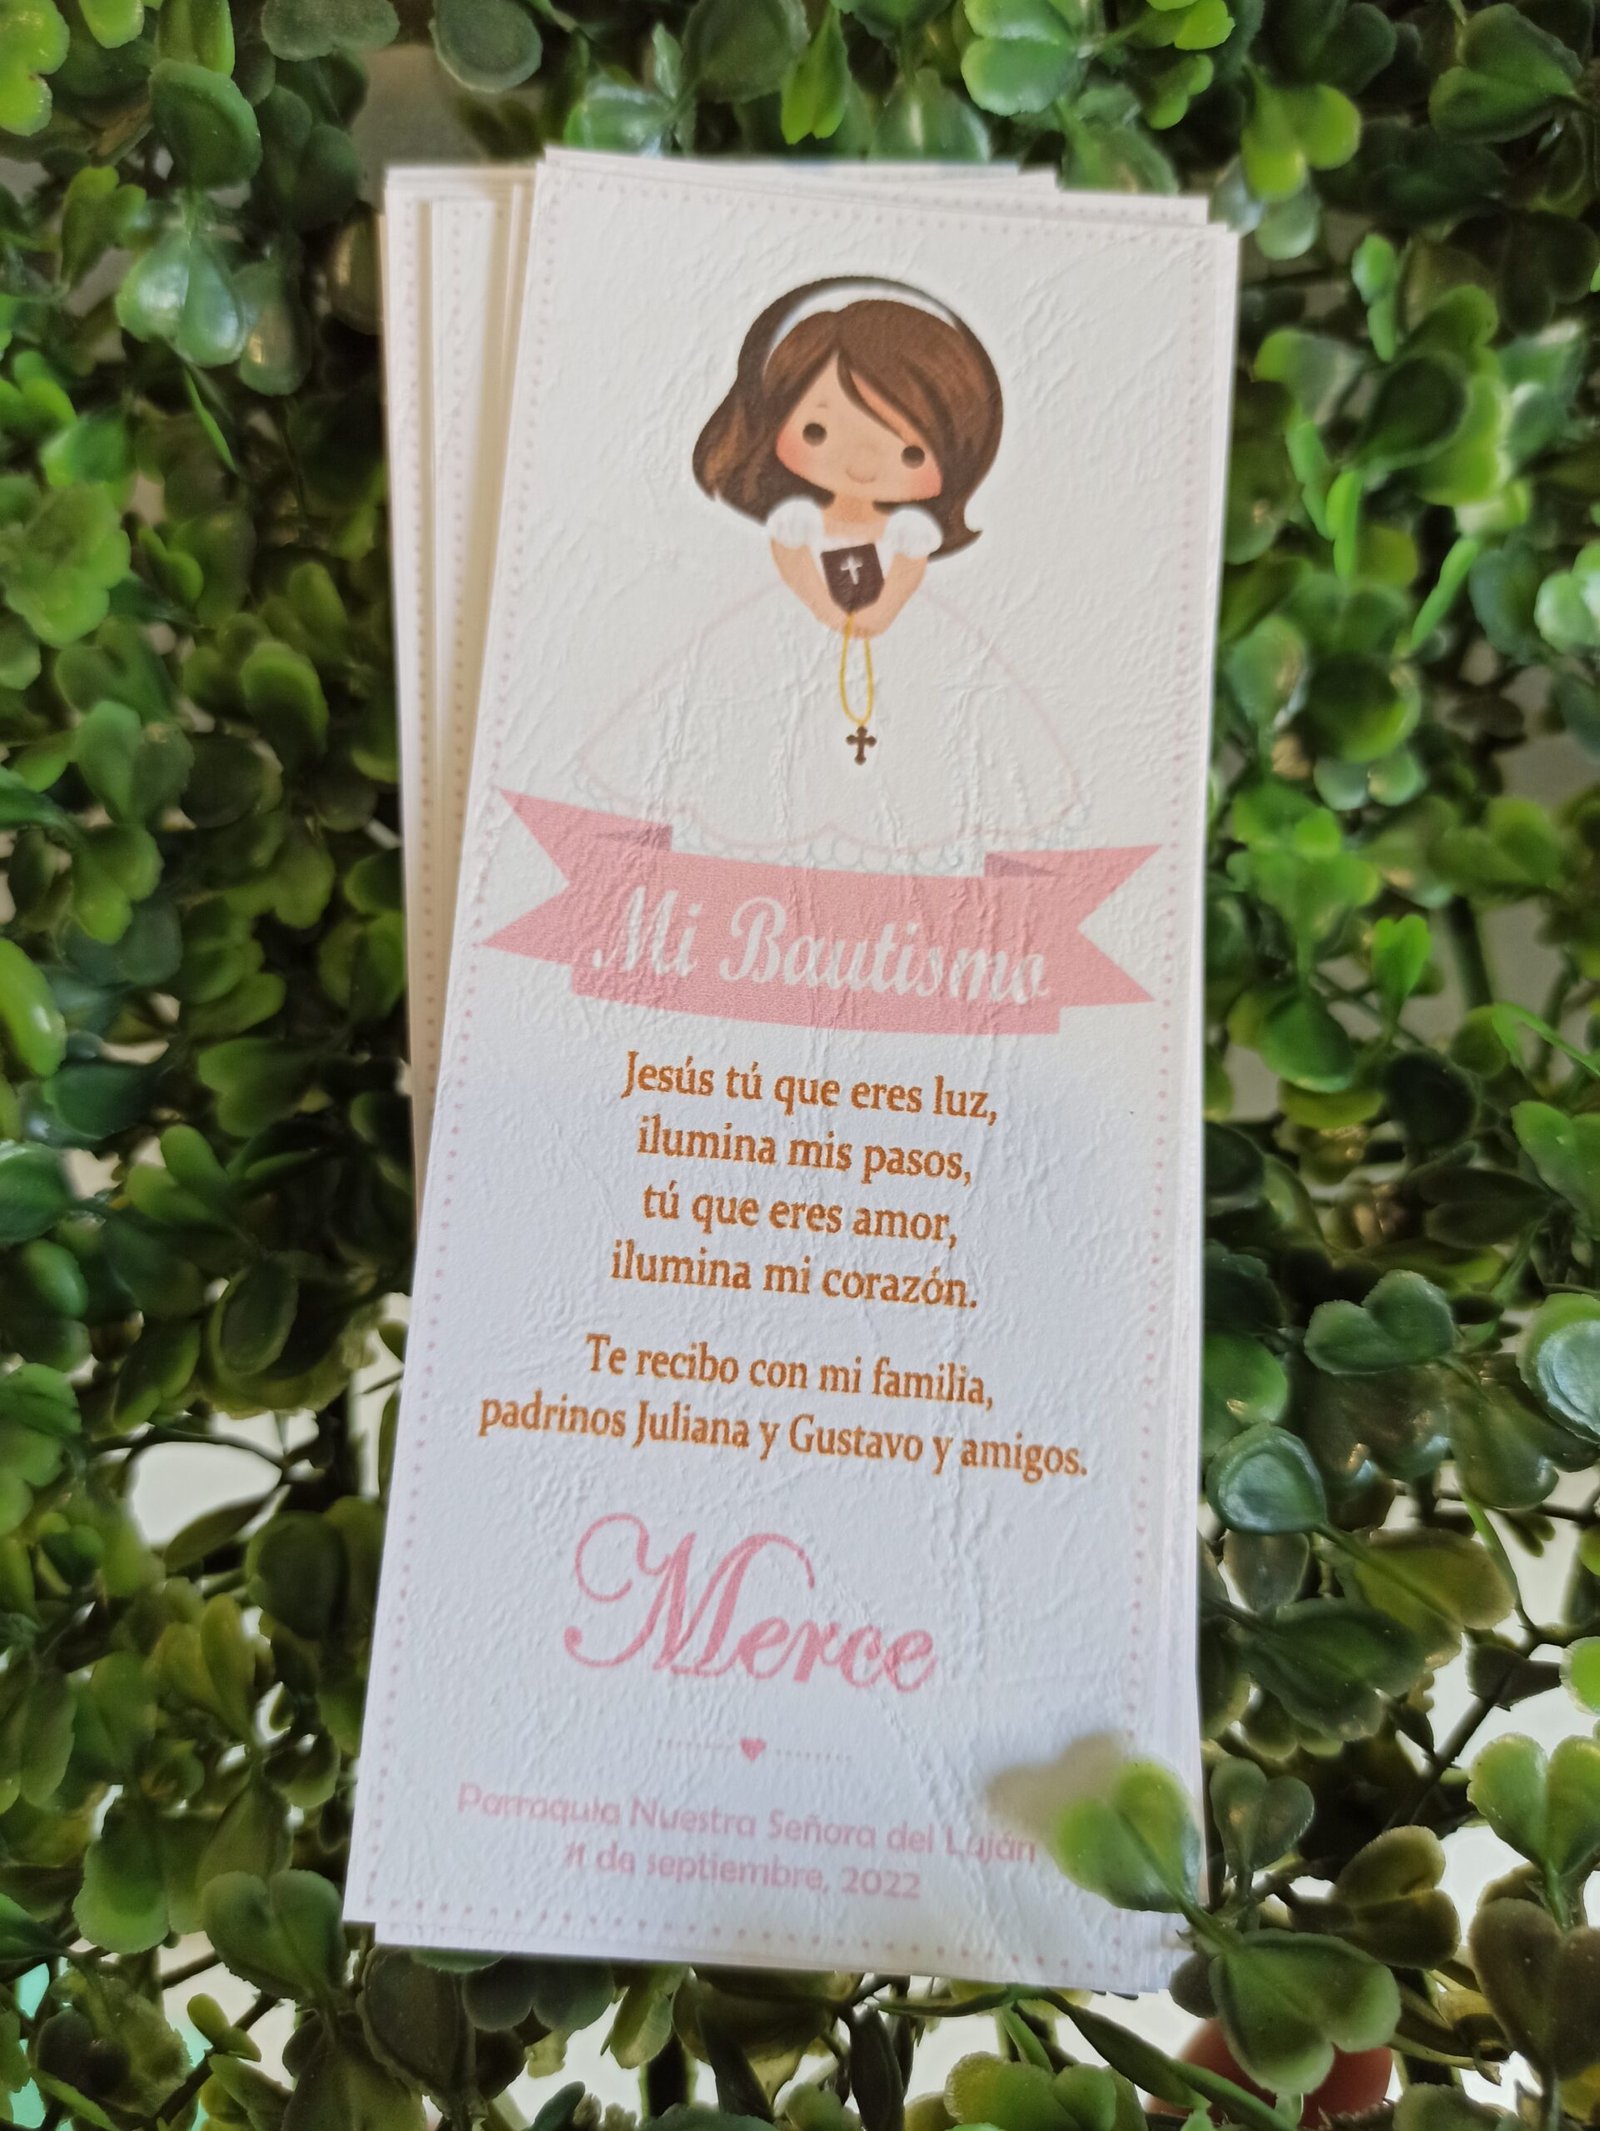 Mi Bautismo
Jesús tú que eres luz,
ilumina mis pasos,
tú que eres amor,
ilumina mi corazón.
Te recibo con mi familia,
padrinos Juliana y Gustavo y amigos.
Merce
Parroquia Nuestra Señora del Luján
11 de septiembre, 2022